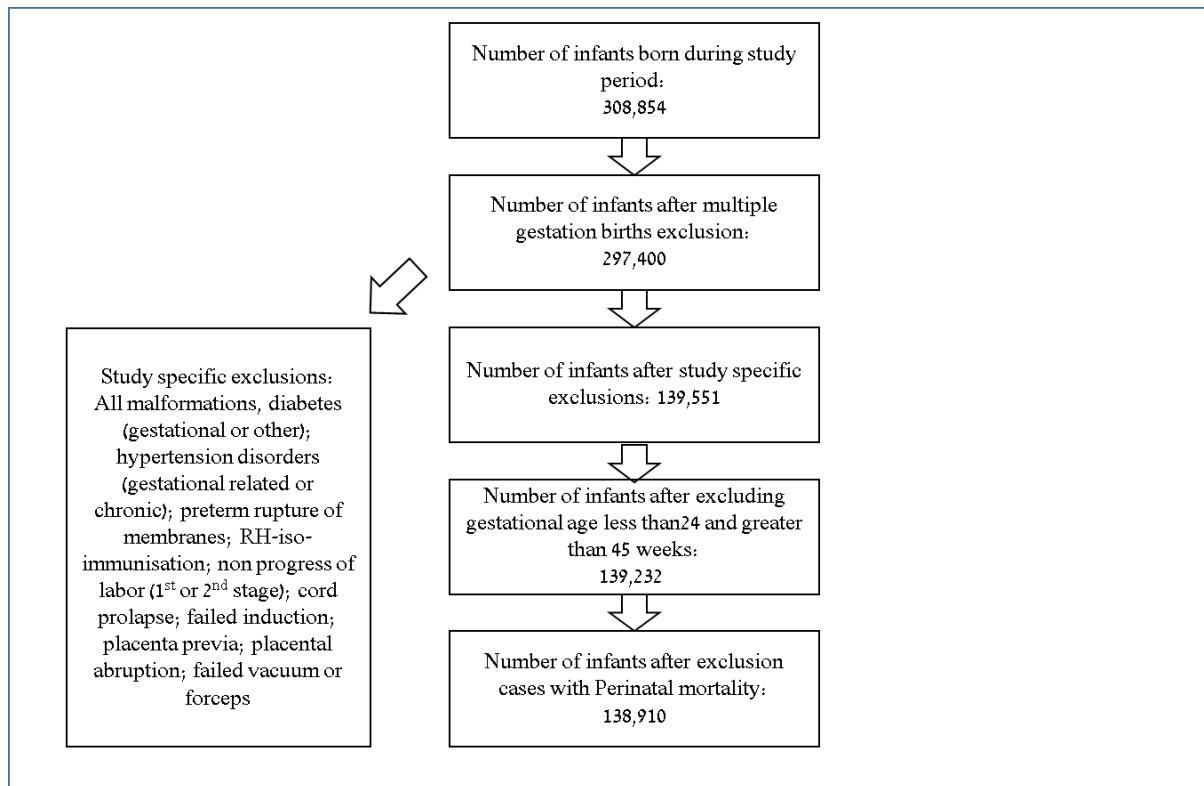 Number of infants born during study
period:
308,854
Number of infants after multiple
gestation births exclusion:
297,400
Study specific exclusions:
All malformations, diabetes
(gestational or other);
hypertension disorders
(gestational related or
chronic); preterm rupture of
membranes; RH-iso-
immunisation; non progress of
labor (1st or 2nd stage); cord
prolapse; failed induction;
placenta previa; placental
abruption; failed vacuum or
forceps
Number of infants after study specific
exclusions: 139,551
Number of infants after excluding
gestational age less than24 and greater
than 45 weeks:
139,232
Number of infants after exclusion
cases with Perinatal mortality:
138,910